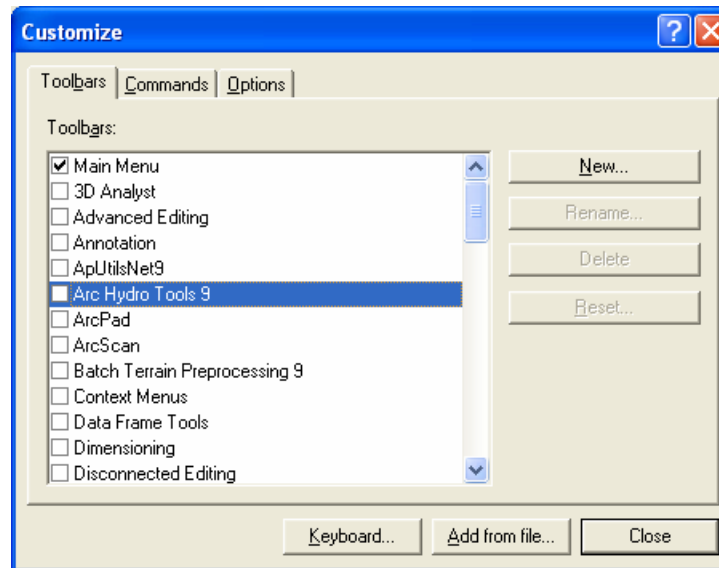 Customize
Toolbars Commands Options
Toolbars:
Main Menu
3D Analyst
Advanced Editing
Annotation
ApUtilsNet9
Arc Hydro Tools 9
ArcPad
ArcScan
Batch Terrain Preprocessing 9
Context Menus
Data Frame Tools
Dimensioning
Disconnected Editing
New...
Rename...
Delete
Reset...
Keyboard... Add from file... Close